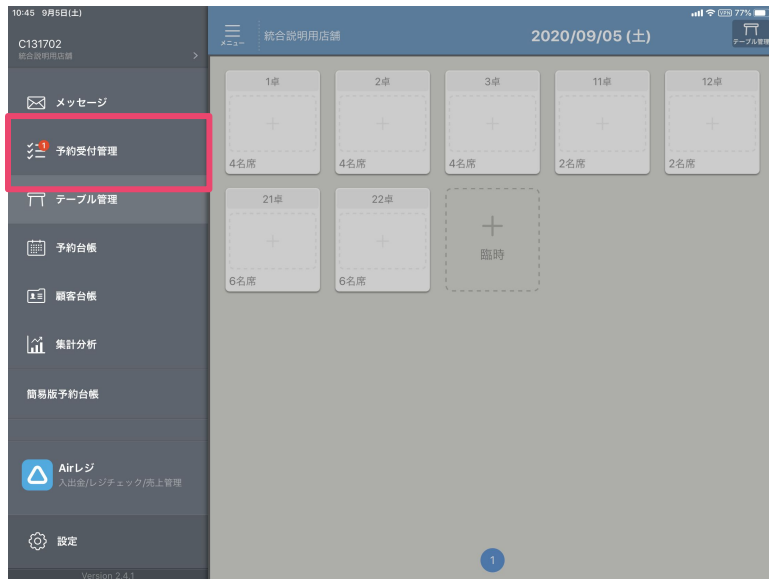 10:45 9月5日(土)
VPN 77%
C131702
統合説明用店舗
メッセージ
1
予約受付管理
テーブル管理
予約台帳
顧客台帳
集計分析
簡易版予約台帳
Airレジ
入出金/レジチェック/売上管理
設定
Version 2.4.1
メニュー
統合説明用店舗
2020/09/05 (土)
テーブル管理
1卓
2卓
3卓
11卓
12卓
4名席
4名席
4名席
2名席
2名席
21卓
22卓
臨時
6名席
6名席
1